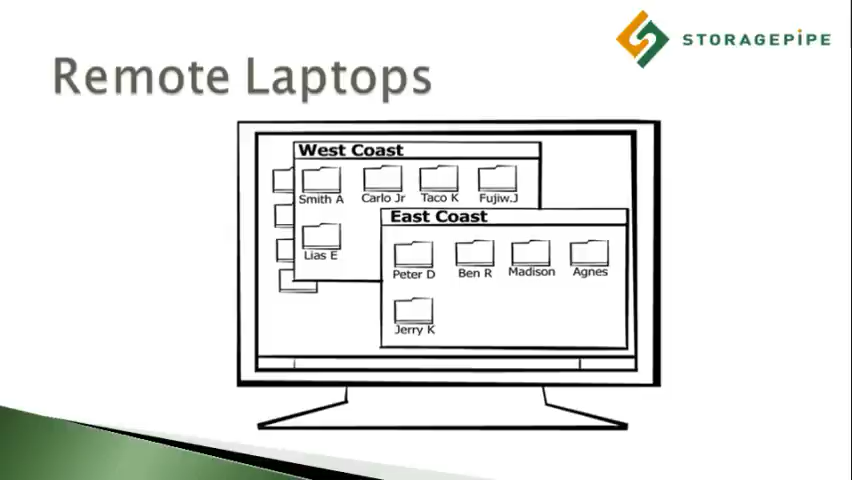 STORAGEPIPE
Remote Laptops
West Coast
Smith A Carlo Jr Taco K Fujiw.J
Lias E
East Coast
Peter D Ben R Madison Agnes
Jerry K